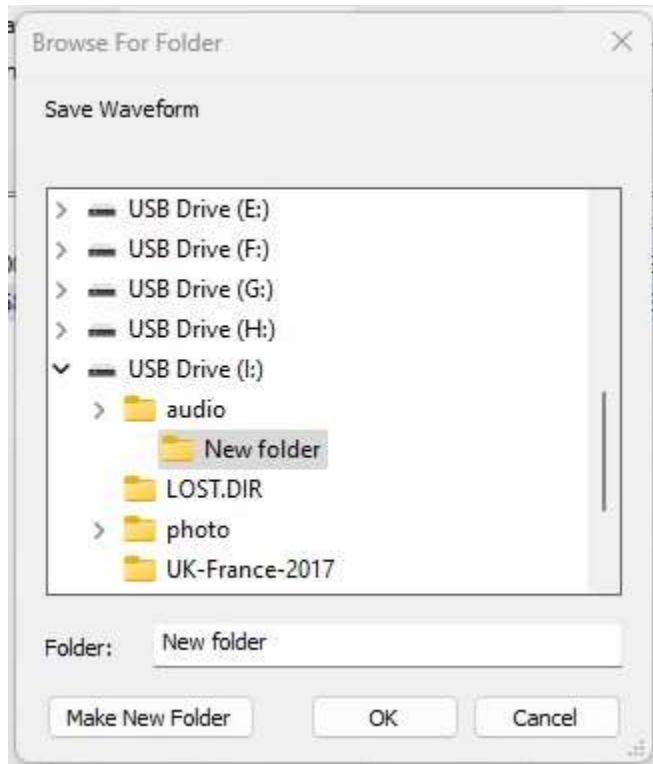 Browse For Folder
Save Waveform
USB Drive (E:)
USB Drive (F:)
USB Drive (G:)
USB Drive (H:)
USB Drive (I:)
audio
New folder
LOST.DIR
photo
UK-France-2017
Folder: New folder
Make New Folder OK Cancel